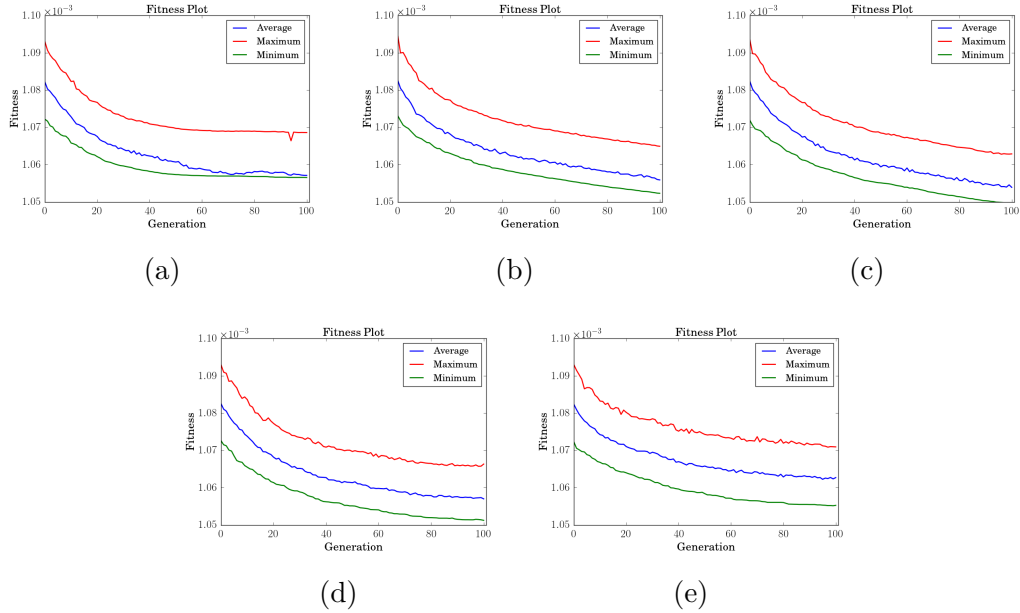 Fitness Plot
×10⁻³
1.10
1.09
1.08
1.07
1.06
1.05
Fitness
Average
Maximum
Minimum
0 20 40 60 80 100
Generation
(a)
Fitness Plot
×10⁻³
1.10
1.09
1.08
1.07
1.06
1.05
Fitness
Average
Maximum
Minimum
0 20 40 60 80 100
Generation
(b)
Fitness Plot
×10⁻³
1.10
1.09
1.08
1.07
1.06
1.05
Fitness
Average
Maximum
Minimum
0 20 40 60 80 100
Generation
(c)
Fitness Plot
×10⁻³
1.10
1.09
1.08
1.07
1.06
1.05
Fitness
Average
Maximum
Minimum
0 20 40 60 80 100
Generation
(d)
Fitness Plot
×10⁻³
1.10
1.09
1.08
1.07
1.06
1.05
Fitness
Average
Maximum
Minimum
0 20 40 60 80 100
Generation
(e)